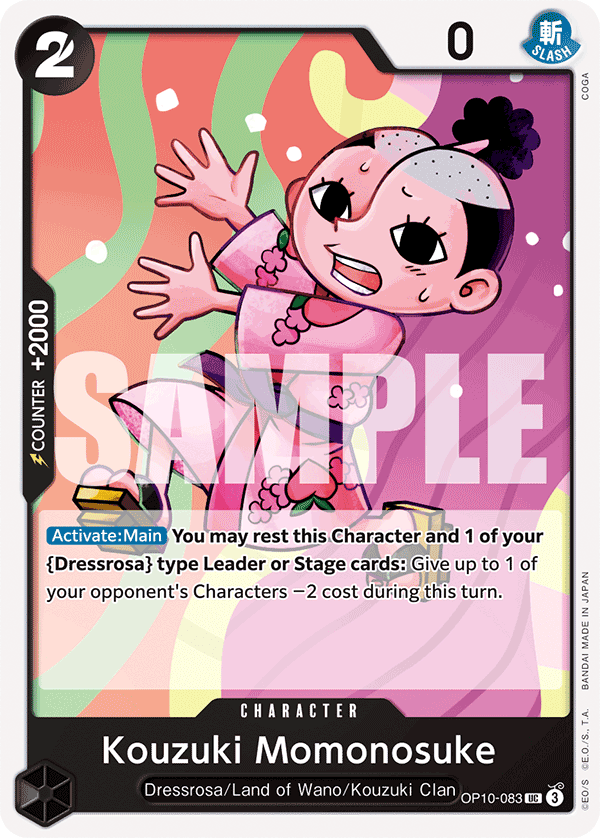 2
0
斬
SLASH
COGA
COUNTER +2000
SAMPLE
Activate:Main You may rest this Character and 1 of your
{Dressrosa} type Leader or Stage cards: Give up to 1 of
your opponent's Characters −2 cost during this turn.
CHARACTER
Kouzuki Momonosuke
Dressrosa/Land of Wano/Kouzuki Clan
OP10-083 UC 3
©EO/S ©E.O./S., T.A. BANDAI MADE IN JAPAN